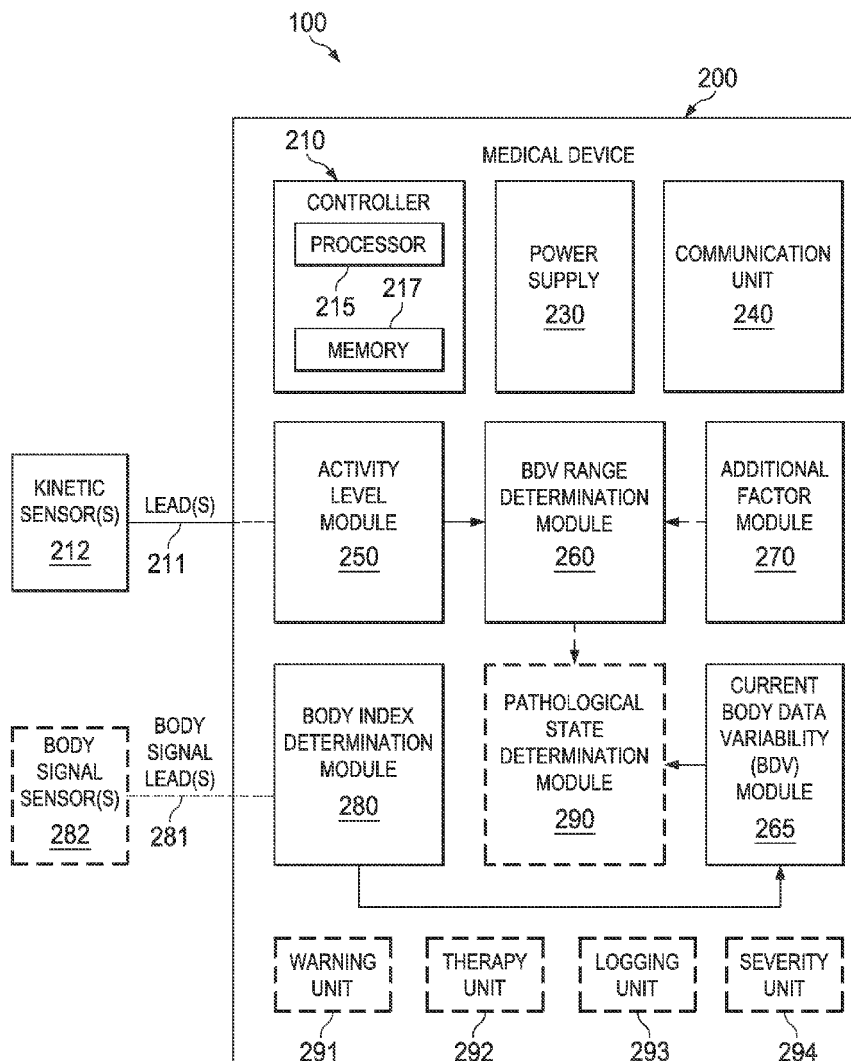 100
200
MEDICAL DEVICE
210
CONTROLLER
PROCESSOR
215
217
MEMORY
POWER
SUPPLY
230
COMMUNICATION
UNIT
240
KINETIC
SENSOR(S)
212
LEAD(S)
211
ACTIVITY
LEVEL
MODULE
250
BDV RANGE
DETERMINATION
MODULE
260
ADDITIONAL
FACTOR
MODULE
270
BODY
SIGNAL
SENSOR(S)
282
BODY
SIGNAL
LEAD(S)
281
BODY INDEX
DETERMINATION
MODULE
280
PATHOLOGICAL
STATE
DETERMINATION
MODULE
290
CURRENT
BODY DATA
VARIABILITY
(BDV)
MODULE
265
WARNING
UNIT
291
THERAPY
UNIT
292
LOGGING
UNIT
293
SEVERITY
UNIT
294